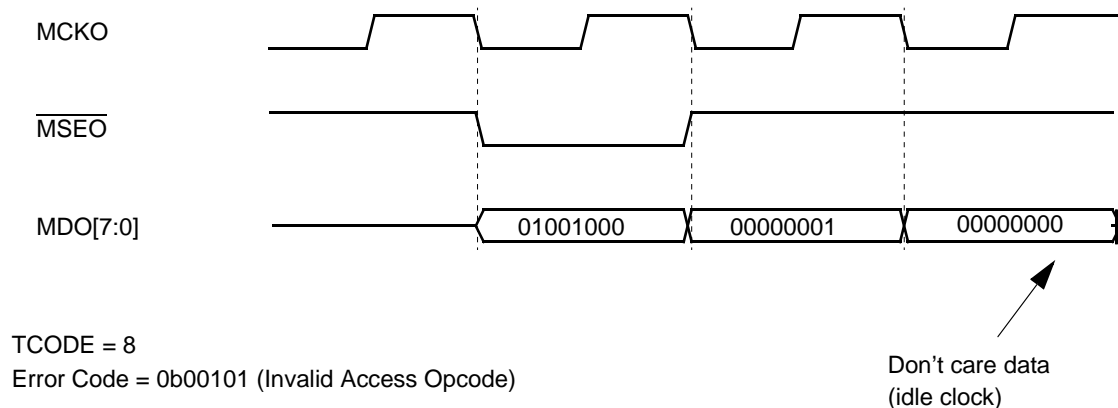 MCKO
MSEO
MDO[7:0]
01001000
00000001
00000000
TCODE = 8
Error Code = 0b00101 (Invalid Access Opcode)
Don’t care data
(idle clock)